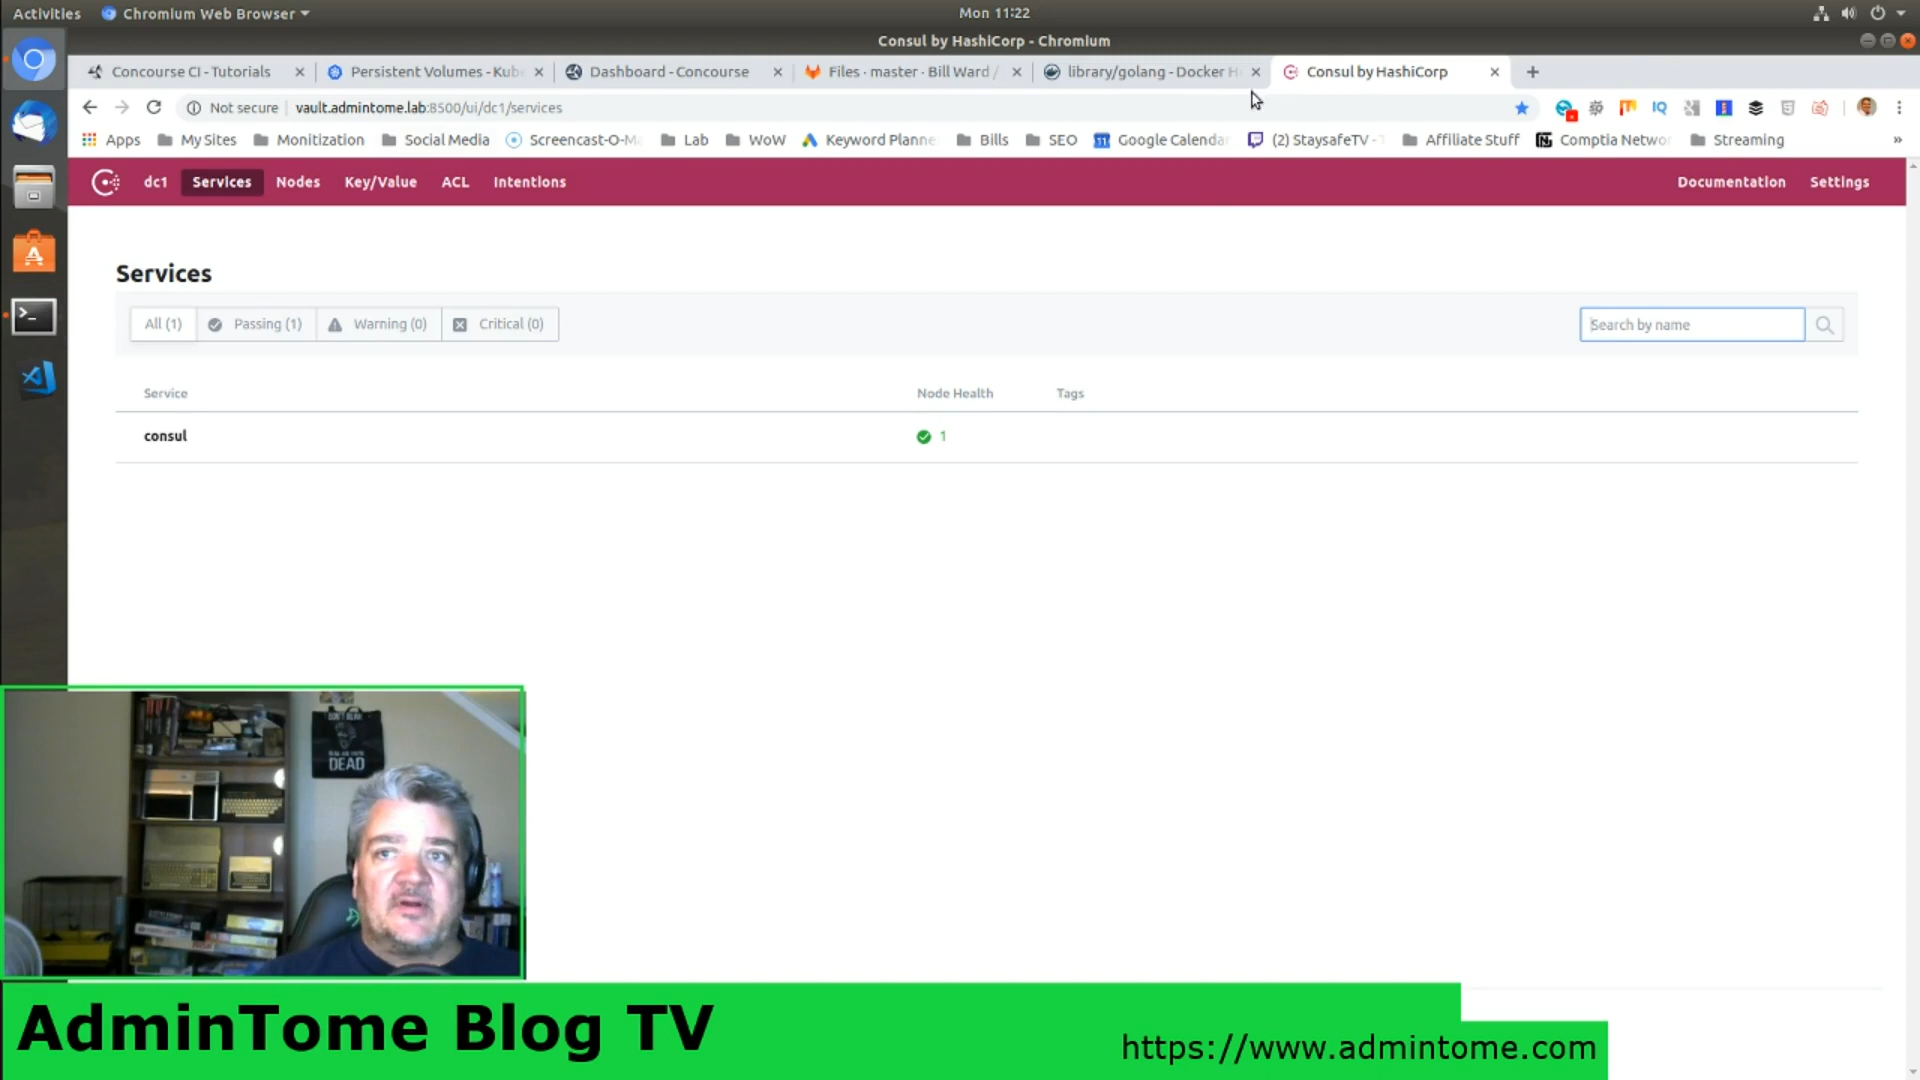 Activities Chromium Web Browser Mon 11:22
Consul by HashiCorp - Chromium
Concourse CI - Tutorials Persistent Volumes - Kube Dashboard - Concourse Files · master · Bill Ward / library/golang - Docker H Consul by HashiCorp
Not secure vault.admintome.lab:8500/ui/dc1/services
Apps My Sites Monitization Social Media Screencast-O-Ma Lab WoW Keyword Planne Bills SEO Google Calendar (2) StaysafeTV - T Affiliate Stuff Comptia Networ Streaming »
dc1 Services Nodes Key/Value ACL Intentions Documentation Settings
Services
All (1) Passing (1) Warning (0) Critical (0) Search by name
Service Node Health Tags
consul 1
DEAD
AdminTome Blog TV
https://www.admintome.com